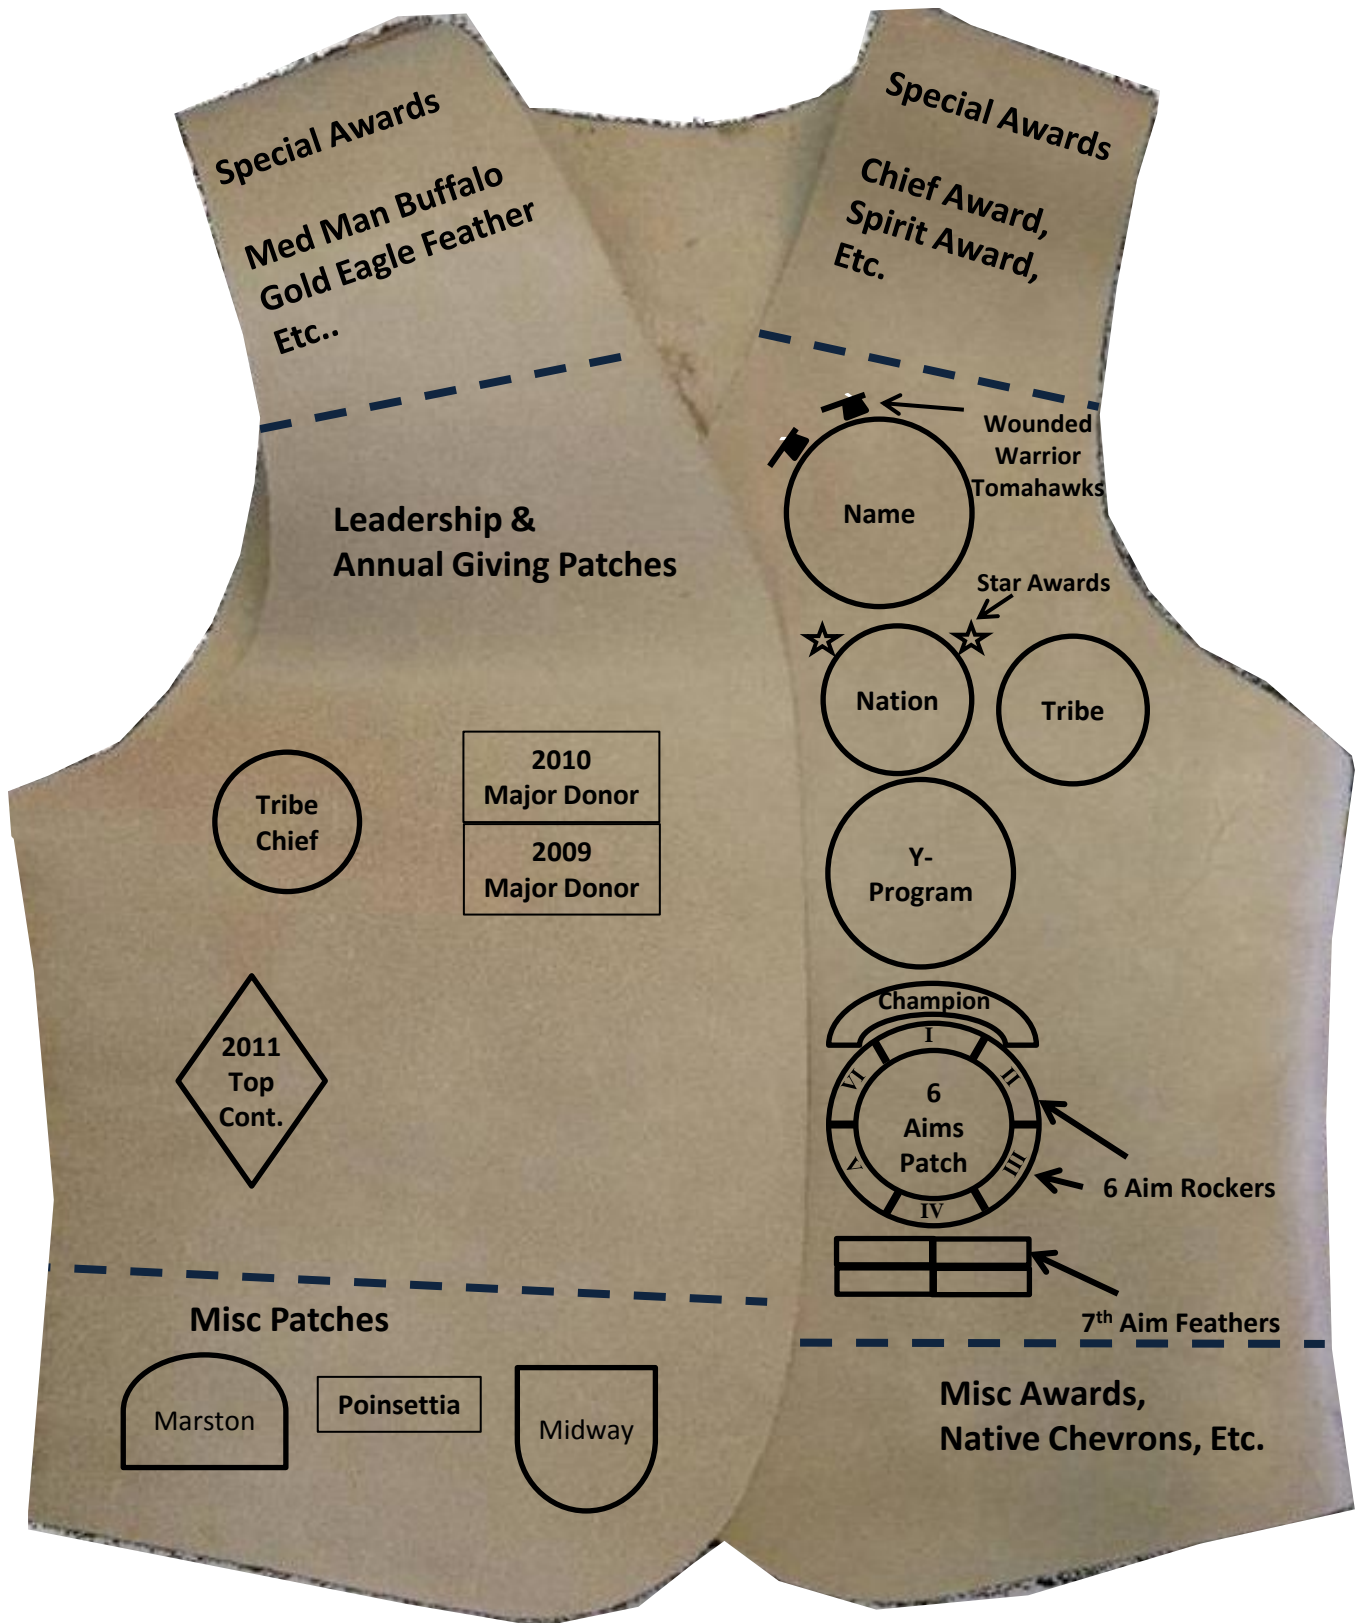 Special Awards
Med Man Buffalo
Gold Eagle Feather
Etc..
Leadership &
Annual Giving Patches
Tribe
Chief
2010
Major Donor
2009
Major Donor
2011
Top
Cont.
Misc Patches
Marston
Poinsettia
Midway
Special Awards
Chief Award,
Spirit Award,
Etc.
Wounded
Warrior
Tomahawks
Name
Star Awards
Nation
Tribe
Y-
Program
Champion
I
II
III
IV
V
VI
6
Aims
Patch
6 Aim Rockers
7th Aim Feathers
Misc Awards,
Native Chevrons, Etc.